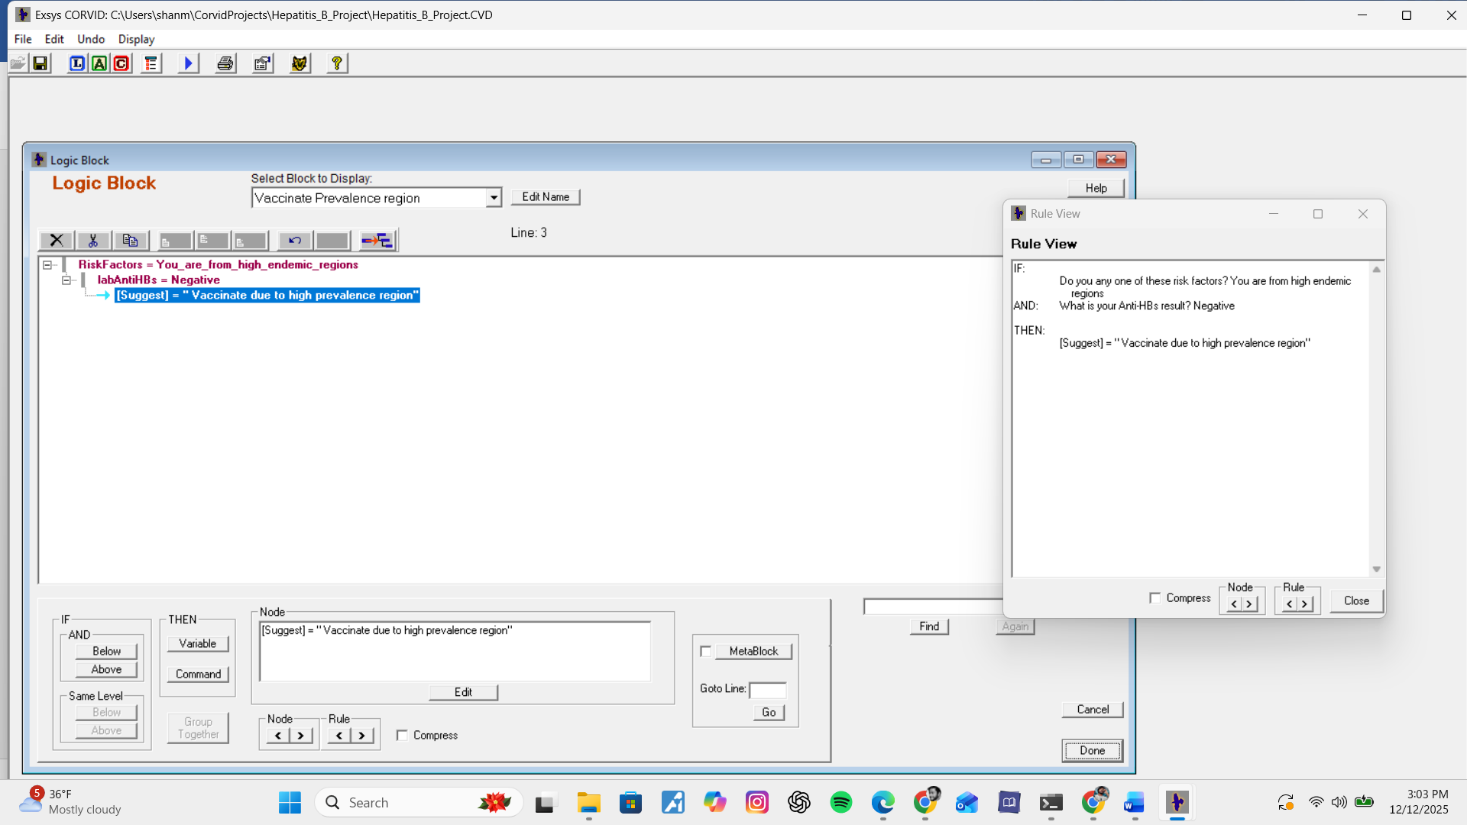 Exsys CORVID: C:\Users\shanm\CorvidProjects\Hepatitis_B_Project\Hepatitis_B_Project.CVD
File Edit Undo Display
L A C
?
Logic Block
Logic Block
Select Block to Display:
Vaccinate Prevalence region
Edit Name
Help
Line: 3
RiskFactors = You_are_from_high_endemic_regions
labAntiHBs = Negative
[Suggest] = " Vaccinate due to high prevalence region"
Rule View
Rule View
IF:
Do you any one of these risk factors? You are from high endemic
regions
AND: What is your Anti-HBs result? Negative
THEN:
[Suggest] = " Vaccinate due to high prevalence region"
Compress
Node
< >
Rule
< >
Close
IF
AND
Below
Above
Same Level
Below
Above
THEN
Variable
Command
Group
Together
Node
[Suggest] = " Vaccinate due to high prevalence region"
Edit
Node
< >
Rule
< >
Compress
MetaBlock
Goto Line:
Go
Find
Again
Cancel
Done
5
36°F
Mostly cloudy
Search
3:03 PM
12/12/2025